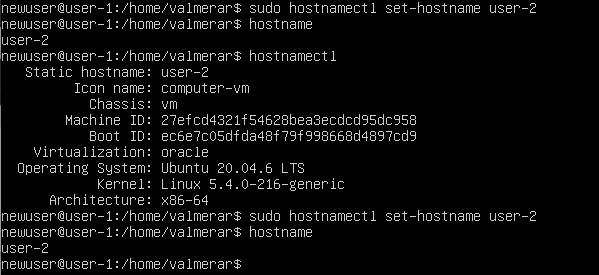 newuser@user-1:/home/valmerar$ sudo hostnamectl set-hostname user-2
newuser@user-1:/home/valmerar$ hostname
user-2
newuser@user-1:/home/valmerar$ hostnamectl
   Static hostname: user-2
         Icon name: computer-vm
           Chassis: vm
        Machine ID: 27efcd4321f54628bea3ecdcd95dc958
           Boot ID: ec6e7c05dfda48f79f998668d4897cd9
    Virtualization: oracle
  Operating System: Ubuntu 20.04.6 LTS
            Kernel: Linux 5.4.0-216-generic
      Architecture: x86-64
newuser@user-1:/home/valmerar$ sudo hostnamectl set-hostname user-2
newuser@user-1:/home/valmerar$ hostname
user-2
newuser@user-1:/home/valmerar$